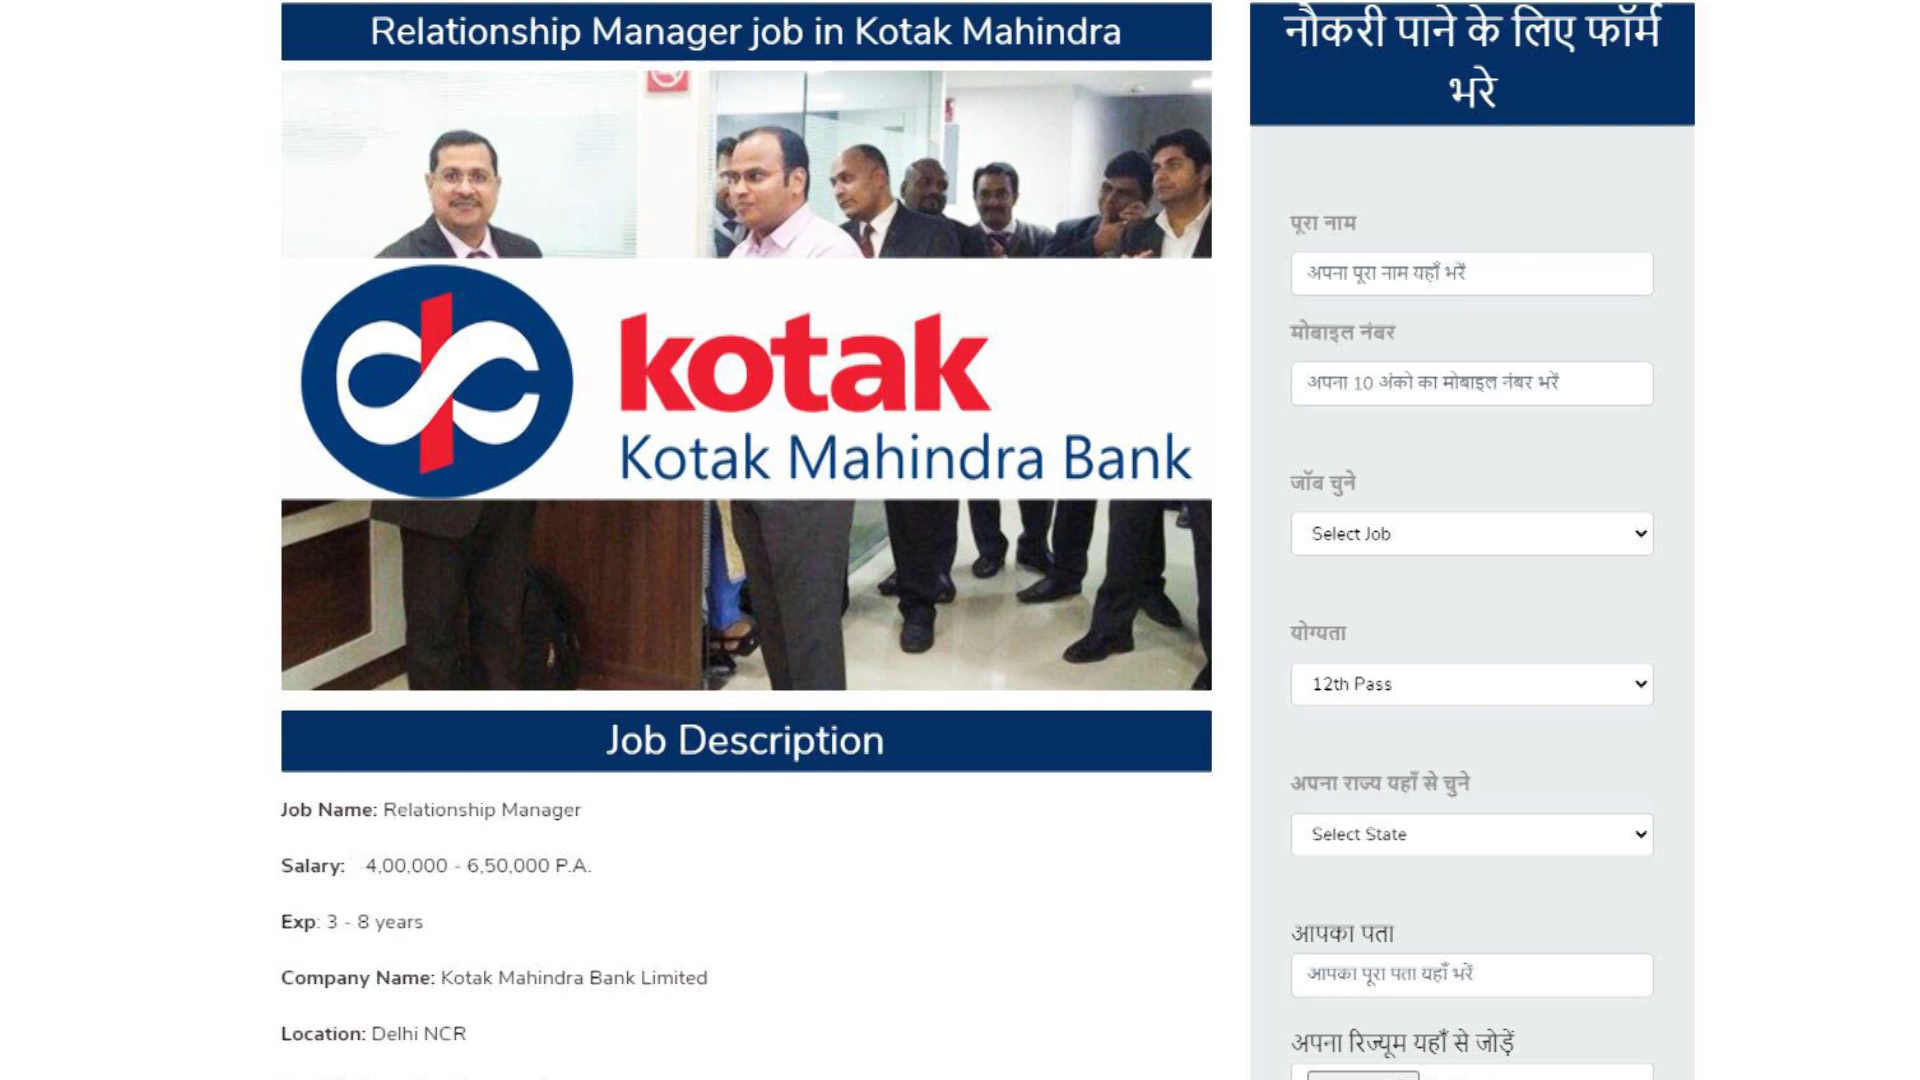 Relationship Manager job in Kotak Mahindra
kotak
Kotak Mahindra Bank
Job Description
Job Name: Relationship Manager
Salary: 4,00,000 - 6,50,000 P.A.
Exp: 3 - 8 years
Company Name: Kotak Mahindra Bank Limited
Location: Delhi NCR
नौकरी पाने के लिए फॉर्म
भरे
पूरा नाम
अपना पूरा नाम यहाँ भरें
मोबाइल नंबर
अपना 10 अंको का मोबाइल नंबर भरें
जॉब चुने
Select Job
योग्यता
12th Pass
अपना राज्य यहाँ से चुने
Select State
आपका पता
आपका पूरा पता यहाँ भरें
अपना रिज्यूम यहाँ से जोड़ें